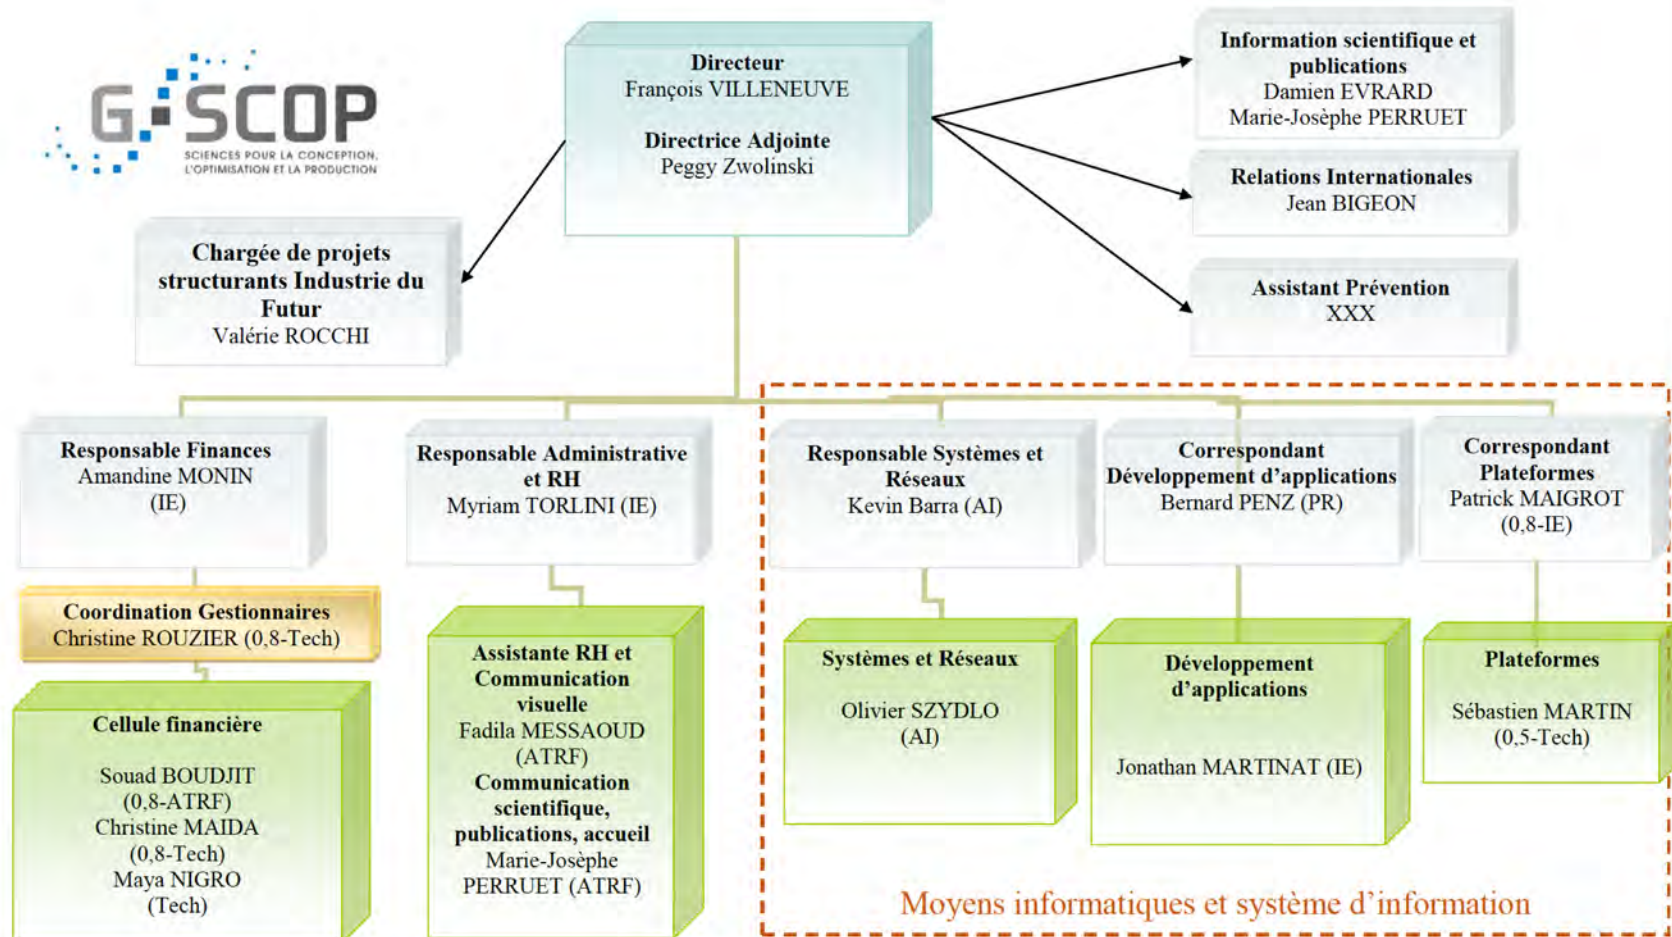 G-SCOP
SCIENCES POUR LA CONCEPTION,
L'OPTIMISATION ET LA PRODUCTION
Directeur
François VILLENEUVE
Directrice Adjointe
Peggy Zwolinski
Information scientifique et
publications
Damien EVRARD
Marie-Josèphe PERRUET
Relations Internationales
Jean BIGEON
Assistant Prévention
XXX
Chargée de projets
structurants Industrie du
Futur
Valérie ROCCHI
Responsable Finances
Amandine MONIN
(IE)
Responsable Administrative
et RH
Myriam TORLINI (IE)
Responsable Systèmes et
Réseaux
Kevin Barra (AI)
Correspondant
Développement d'applications
Bernard PENZ (PR)
Correspondant
Plateformes
Patrick MAIGROT
(0,8-IE)
Coordination Gestionnaires
Christine ROUZIER (0,8-Tech)
Cellule financière
Souad BOUDJIT
(0,8-ATRF)
Christine MAIDA
(0,8-Tech)
Maya NIGRO
(Tech)
Assistante RH et
Communication
visuelle
Fadila MESSAOUD
(ATRF)
Communication
scientifique,
publications, accueil
Marie-Josèphe
PERRUET (ATRF)
Systèmes et Réseaux
Olivier SZYDLO
(AI)
Développement
d'applications
Jonathan MARTINAT (IE)
Plateformes
Sébastien MARTIN
(0,5-Tech)
Moyens informatiques et système d'information